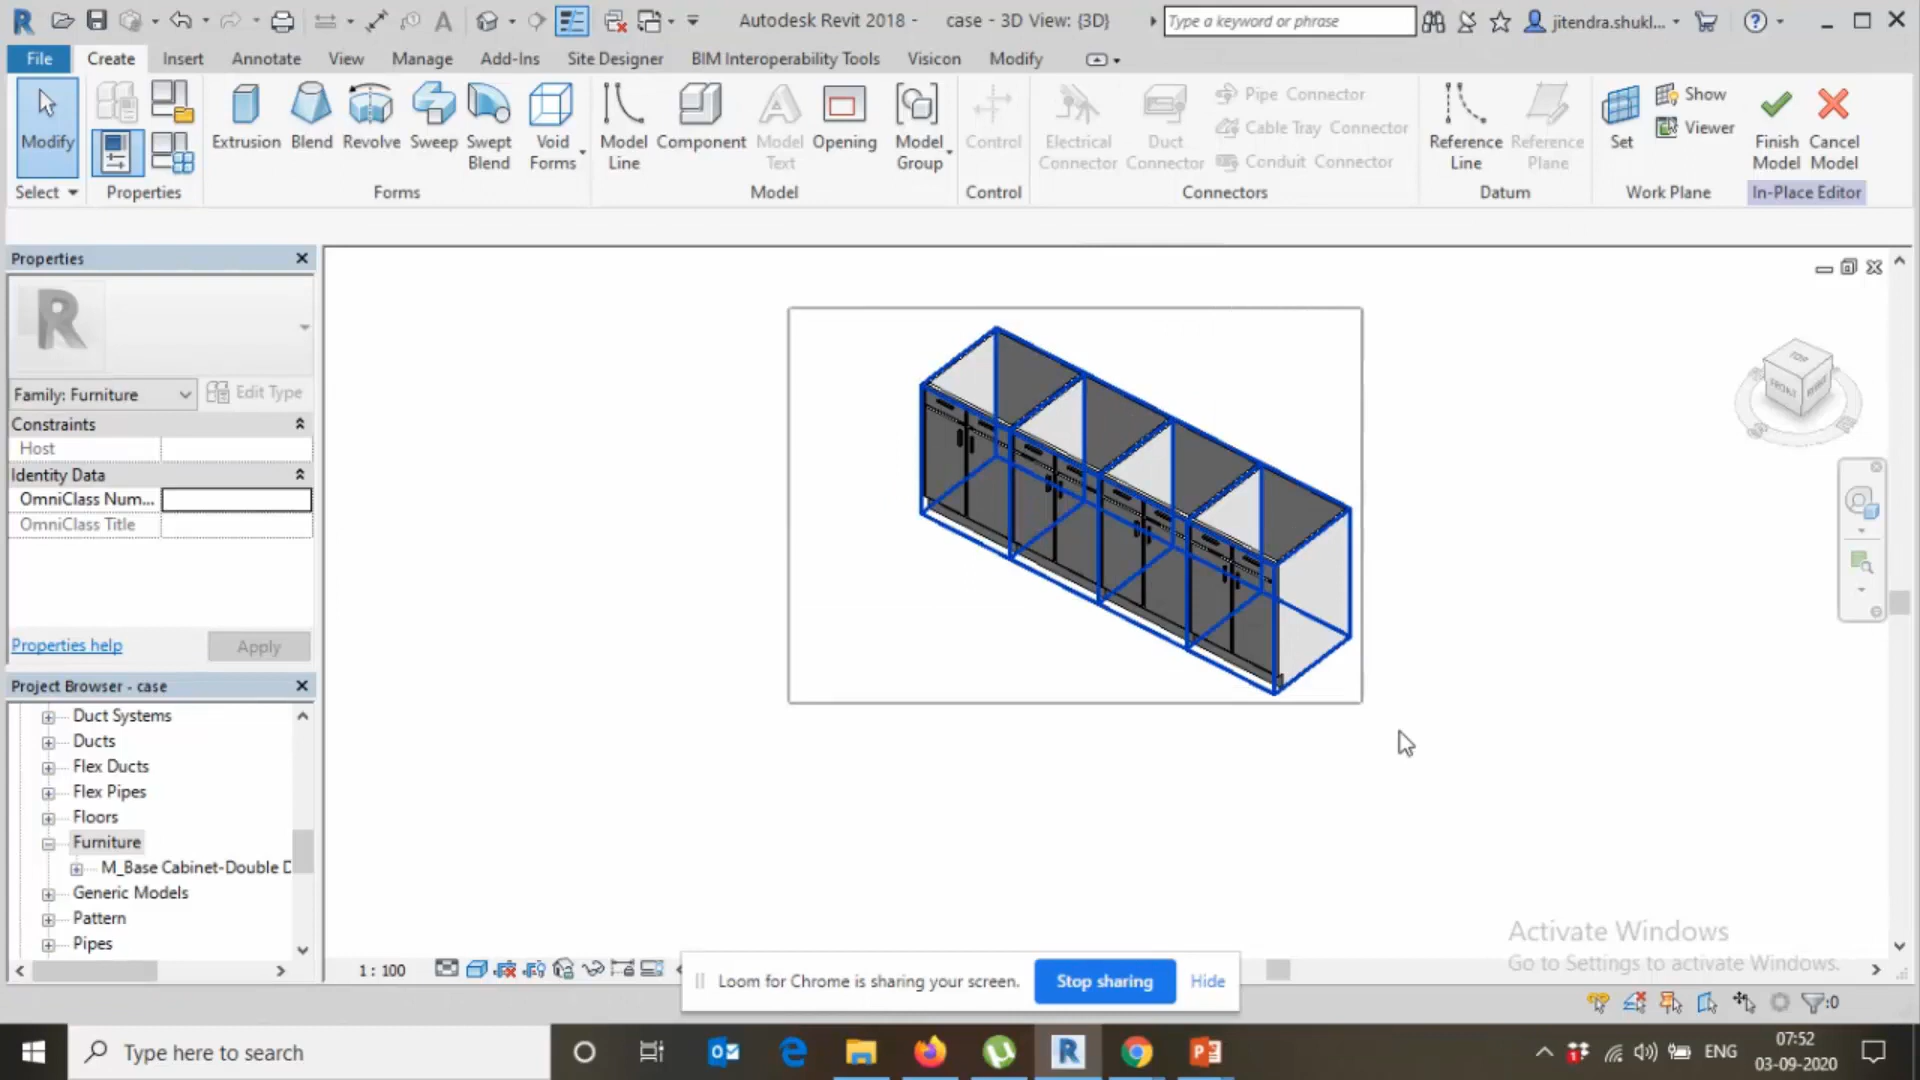 Autodesk Revit 2018 - case - 3D View: {3D}
Type a keyword or phrase
jitendra.shukl...
File Create Insert Annotate View Manage Add-Ins Site Designer BIM Interoperability Tools Visicon Modify
Modify
Select
Properties
Extrusion Blend Revolve Sweep Swept Blend Void Forms
Forms
Model Line Component Model Text Opening Model Group
Model
Control
Control
Electrical Connector Duct Connector
Pipe Connector
Cable Tray Connector
Conduit Connector
Connectors
Reference Line Reference Plane
Datum
Set Show
Viewer
Work Plane
Finish Model Cancel Model
In-Place Editor
Properties
Family: Furniture
Edit Type
Constraints
Host
Identity Data
OmniClass Num...
OmniClass Title
Properties help
Apply
Project Browser - case
Duct Systems
Ducts
Flex Ducts
Flex Pipes
Floors
Furniture
M_Base Cabinet-Double D
Generic Models
Pattern
Pipes
TOP
FRONT
1 : 100
Loom for Chrome is sharing your screen.
Stop sharing
Hide
Activate Windows
Go to Settings to activate Windows.
:0
Type here to search
ENG
07:52
03-09-2020